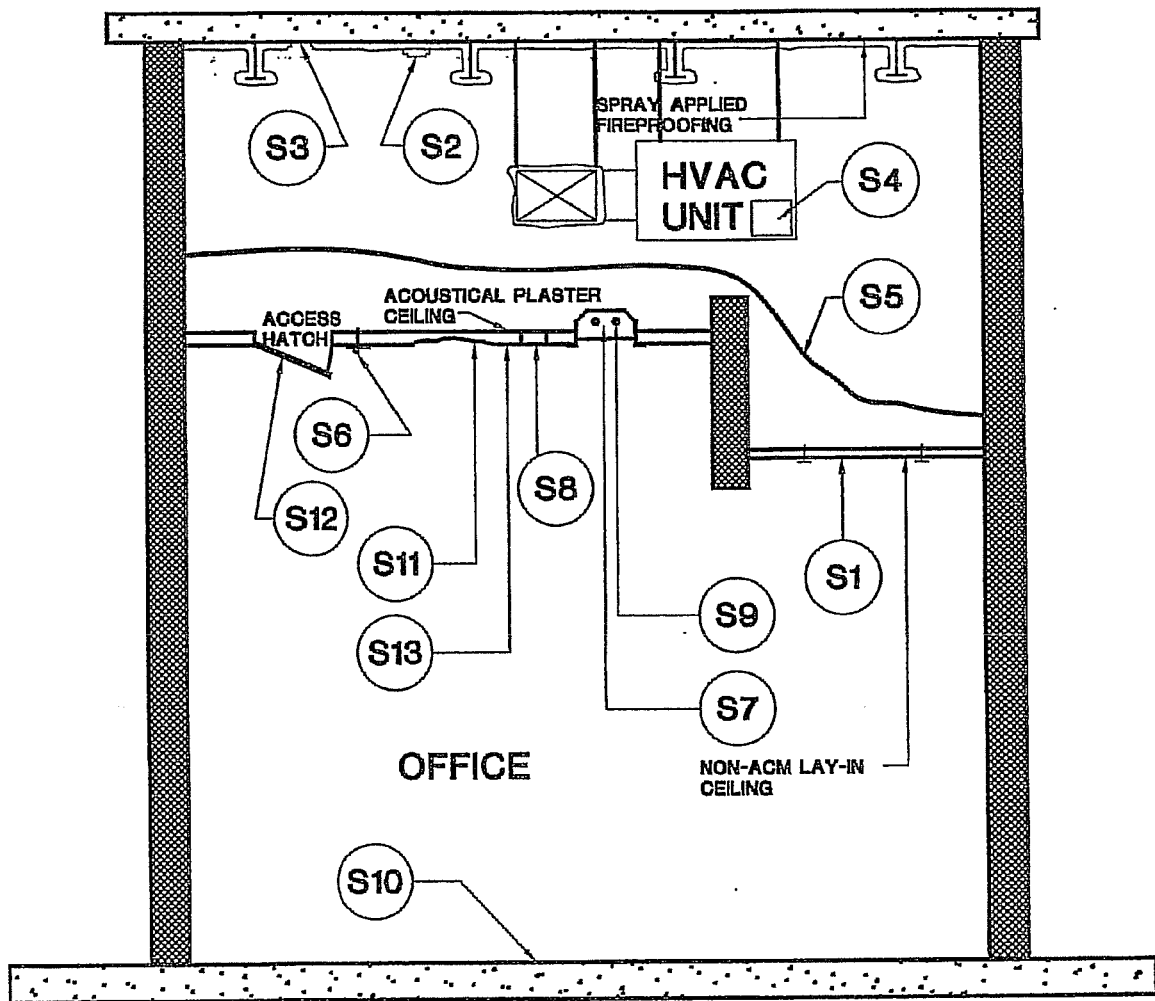 S3
S2
SPRAY APPLIED
FIREPROOFING
HVAC
UNIT
S4
S5
ACOUSTICAL PLASTER
CEILING
ACCESS
HATCH
S6
S8
S12
S11
S1
S9
S13
S7
OFFICE
NON-ACM LAY-IN
CEILING
S10